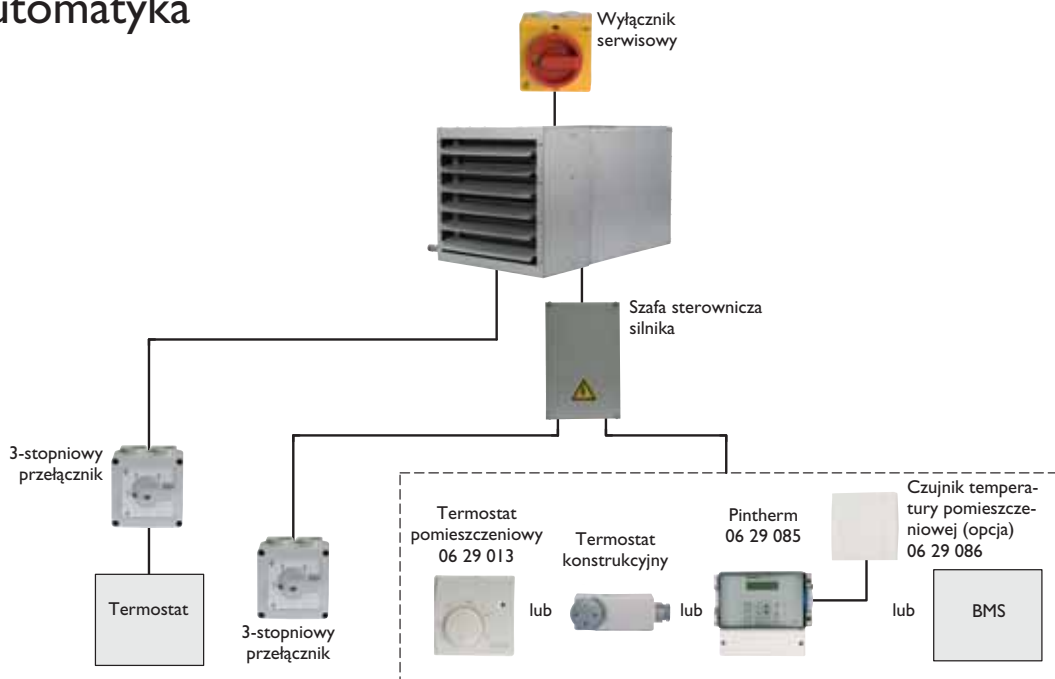 utomatyka
Wyłącznik
serwisowy
Szafa sterownicza
silnika
3-stopniowy
przełącznik
Termostat
3-stopniowy
przełącznik
Termostat
pomieszczeniowy
06 29 013
lub
Termostat
konstrukcyjny
lub
Pintherm
06 29 085
Czujnik tempera-
tury pomieszcze-
niowej (opcja)
06 29 086
lub
BMS